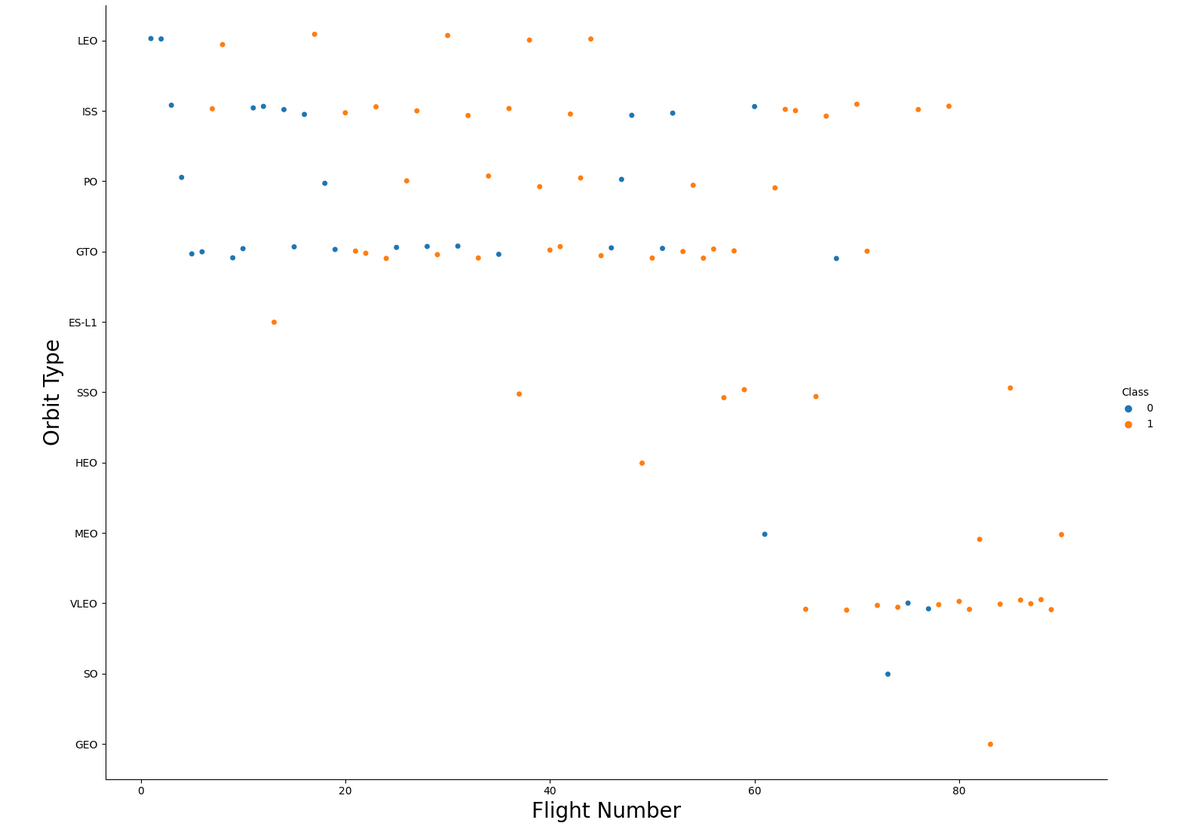 LEO
ISS
PO
GTO
ES-L1
SSO
HEO
MEO
VLEO
SO
GEO
Orbit Type
0 20 40 60 80
Flight Number
Class
0
1